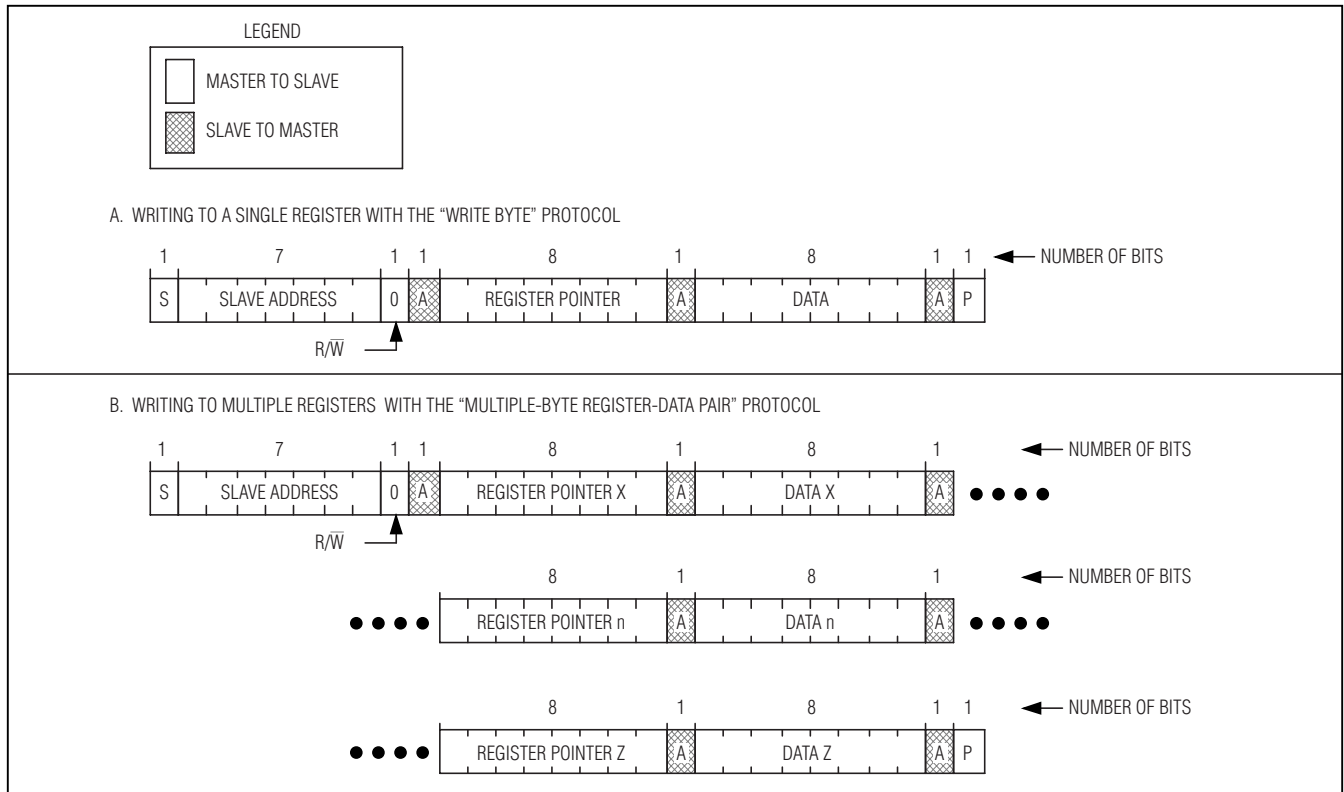 LEGEND
MASTER TO SLAVE
SLAVE TO MASTER
A. WRITING TO A SINGLE REGISTER WITH THE “WRITE BYTE” PROTOCOL
1 7 1 1 8 1 8 1 1 NUMBER OF BITS
S SLAVE ADDRESS 0 A REGISTER POINTER A DATA A P
R/W̅
B. WRITING TO MULTIPLE REGISTERS WITH THE “MULTIPLE-BYTE REGISTER-DATA PAIR” PROTOCOL
1 7 1 1 8 1 8 1 NUMBER OF BITS
S SLAVE ADDRESS 0 A REGISTER POINTER X A DATA X A
R/W̅
8 1 8 1 NUMBER OF BITS
REGISTER POINTER n A DATA n A
8 1 8 1 1 NUMBER OF BITS
REGISTER POINTER Z A DATA Z A P